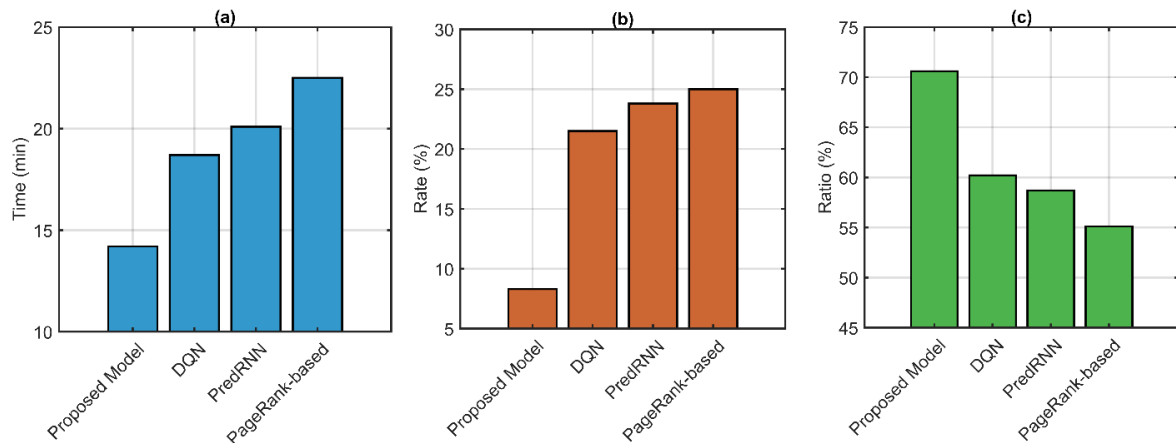 (a)
25
20
15
10
Time (min)
Proposed Model
DQN
PredRNN
PageRank-based
(b)
30
25
20
15
10
5
Rate (%)
Proposed Model
DQN
PredRNN
PageRank-based
(c)
75
70
65
60
55
50
45
Ratio (%)
Proposed Model
DQN
PredRNN
PageRank-based